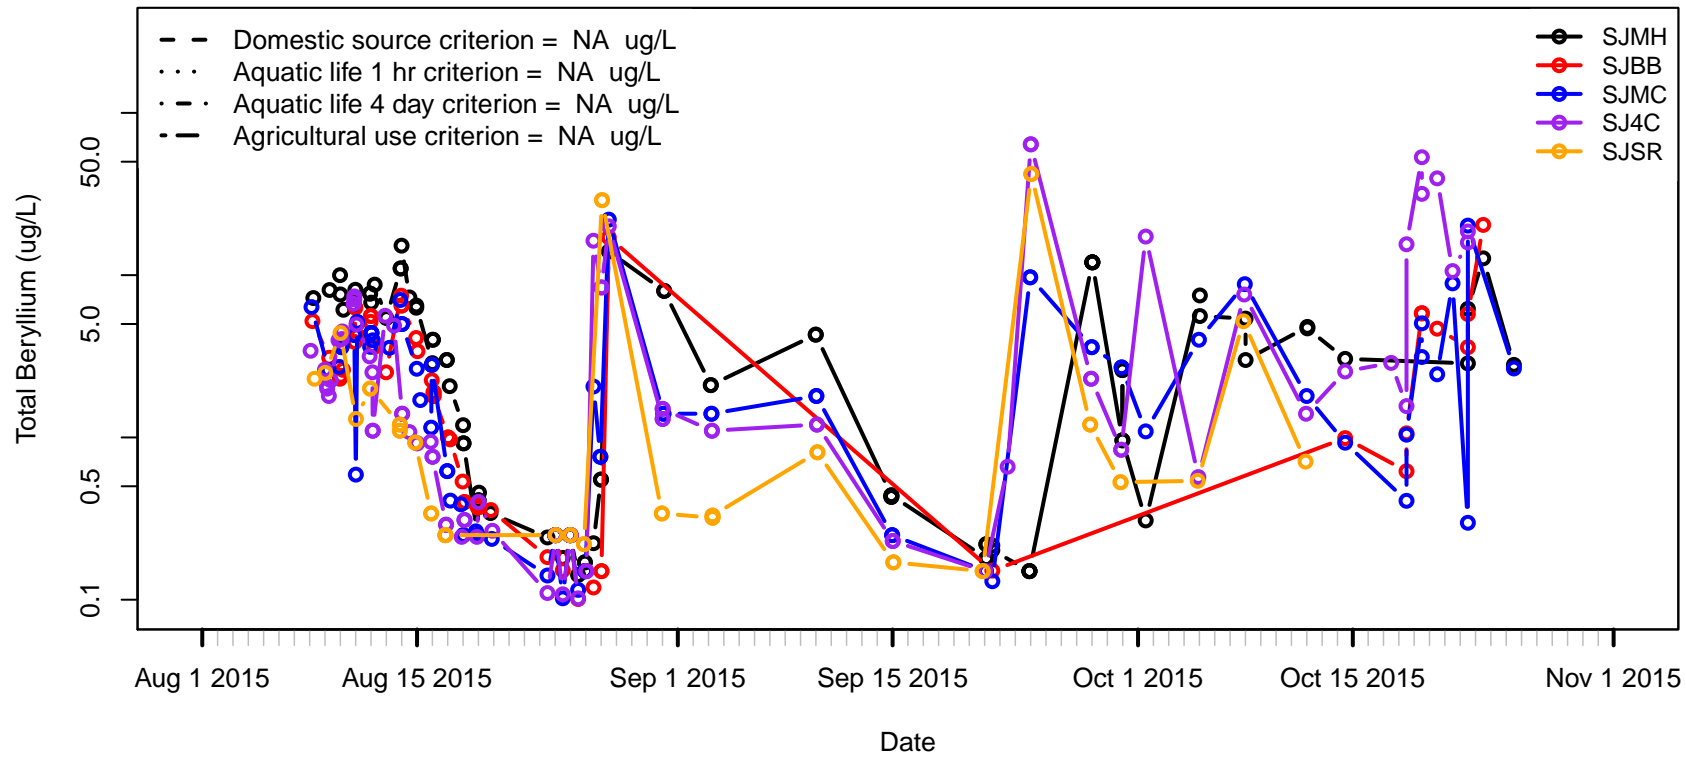 Domestic source criterion =  NA  ug/L
Aquatic life 1 hr criterion =  NA  ug/L
Aquatic life 4 day criterion =  NA  ug/L
Agricultural use criterion =  NA  ug/L
SJMH
SJBB
SJMC
SJ4C
SJSR
Total Beryllium (ug/L)
50.0
5.0
0.5
0.1
Aug 1 2015
Aug 15 2015
Sep 1 2015
Sep 15 2015
Oct 1 2015
Oct 15 2015
Nov 1 2015
Date